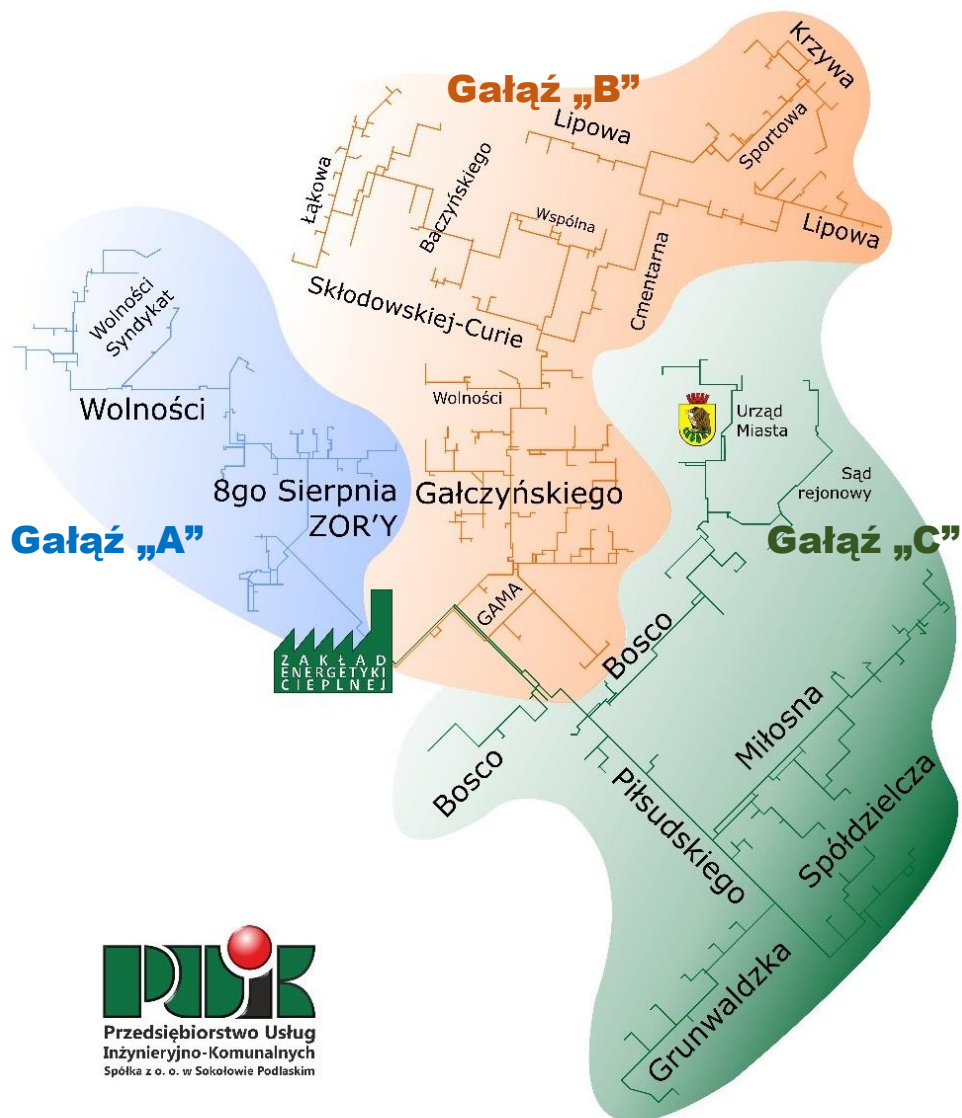 Krzywa
Gałąź „B”
Lipowa
Sportowa
Łąkowa
Baczyńskiego
Wspólna
Lipowa
Cmentarna
Skłodowskiej-Curie
Wolności
Syndykat
Wolności
Wolności
Urząd
Miasta
8go Sierpnia
ZOR’Y
Gałczyńskiego
Sąd
rejonowy
Gałąź „A”
Gałąź „C”
GAMA
Bosco
ZAKŁAD
ENERGETYKI
CIEPLNEJ
Miłosna
Bosco
Piłsudskiego
Spółdzielcza
Grunwaldzka
PUIK
Przedsiębiorstwo Usług
Inżynieryjno-Komunalnych
Spółka z o. o. w Sokołowie Podlaskim